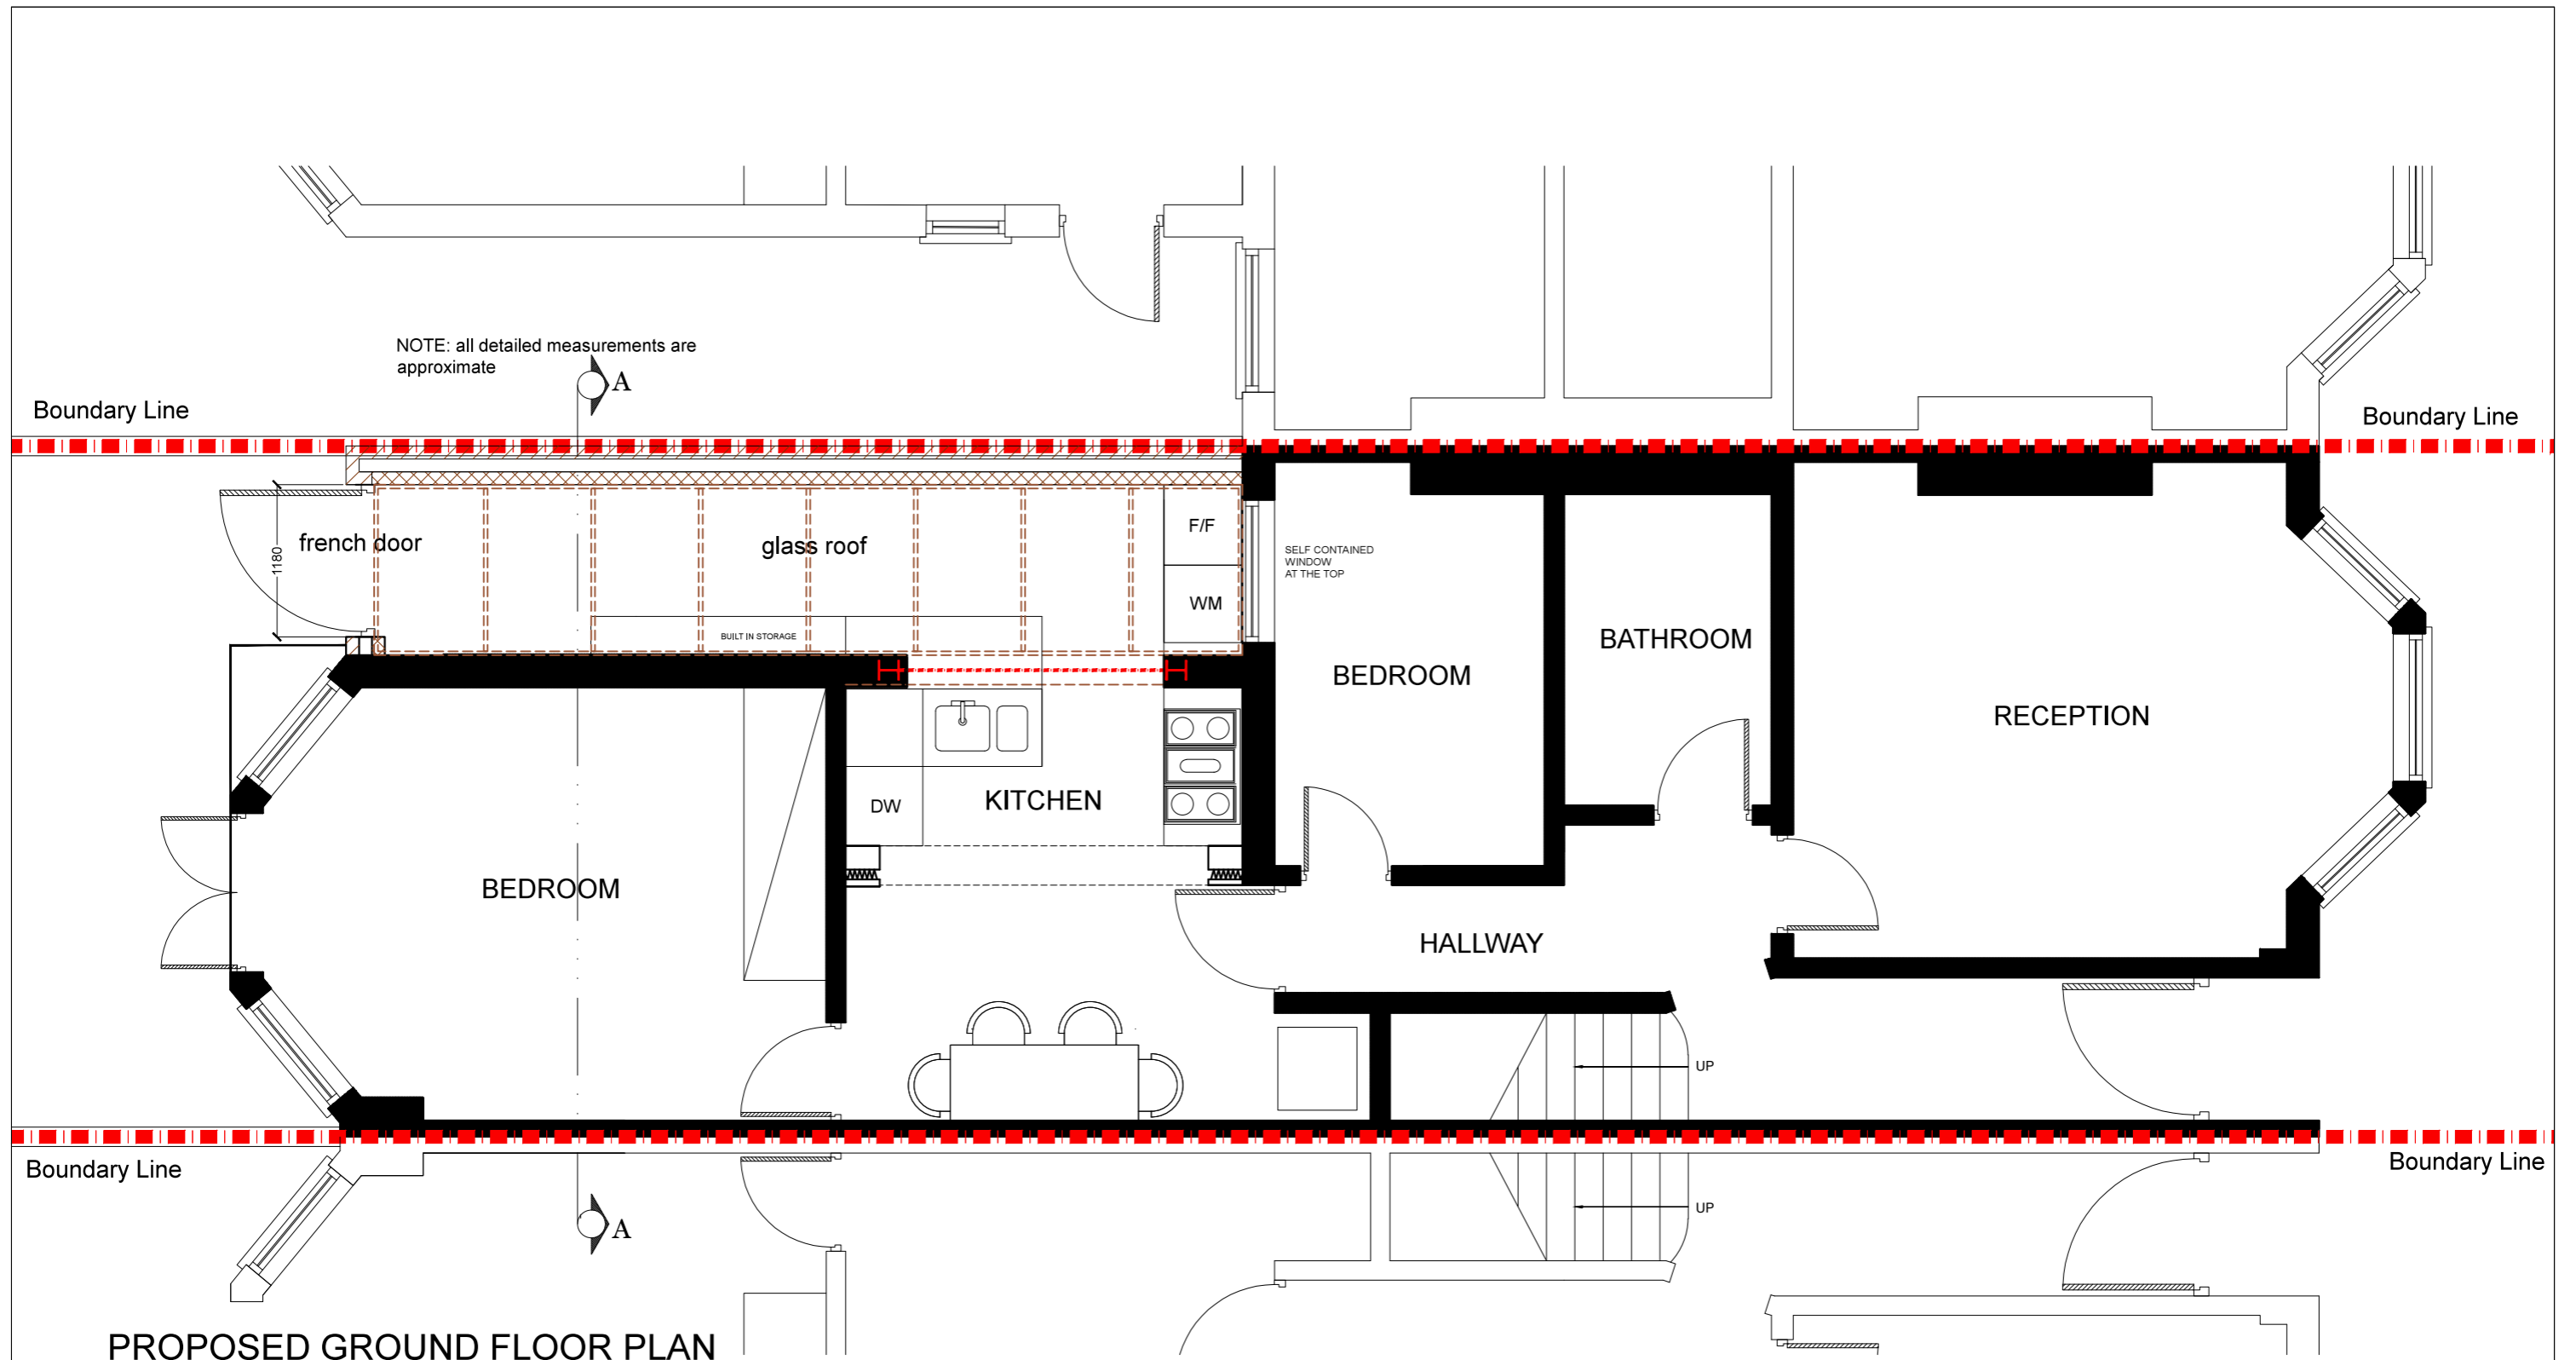 NOTE: all detailed measurements are
approximate
A
Boundary Line
Boundary Line
french door
1180
glass roof
F/F
WM
SELF CONTAINED
WINDOW
AT THE TOP
BUILT IN STORAGE
BATHROOM
BEDROOM
RECEPTION
DW
KITCHEN
BEDROOM
HALLWAY
UP
Boundary Line
Boundary Line
UP
A
PROPOSED GROUND FLOOR PLAN